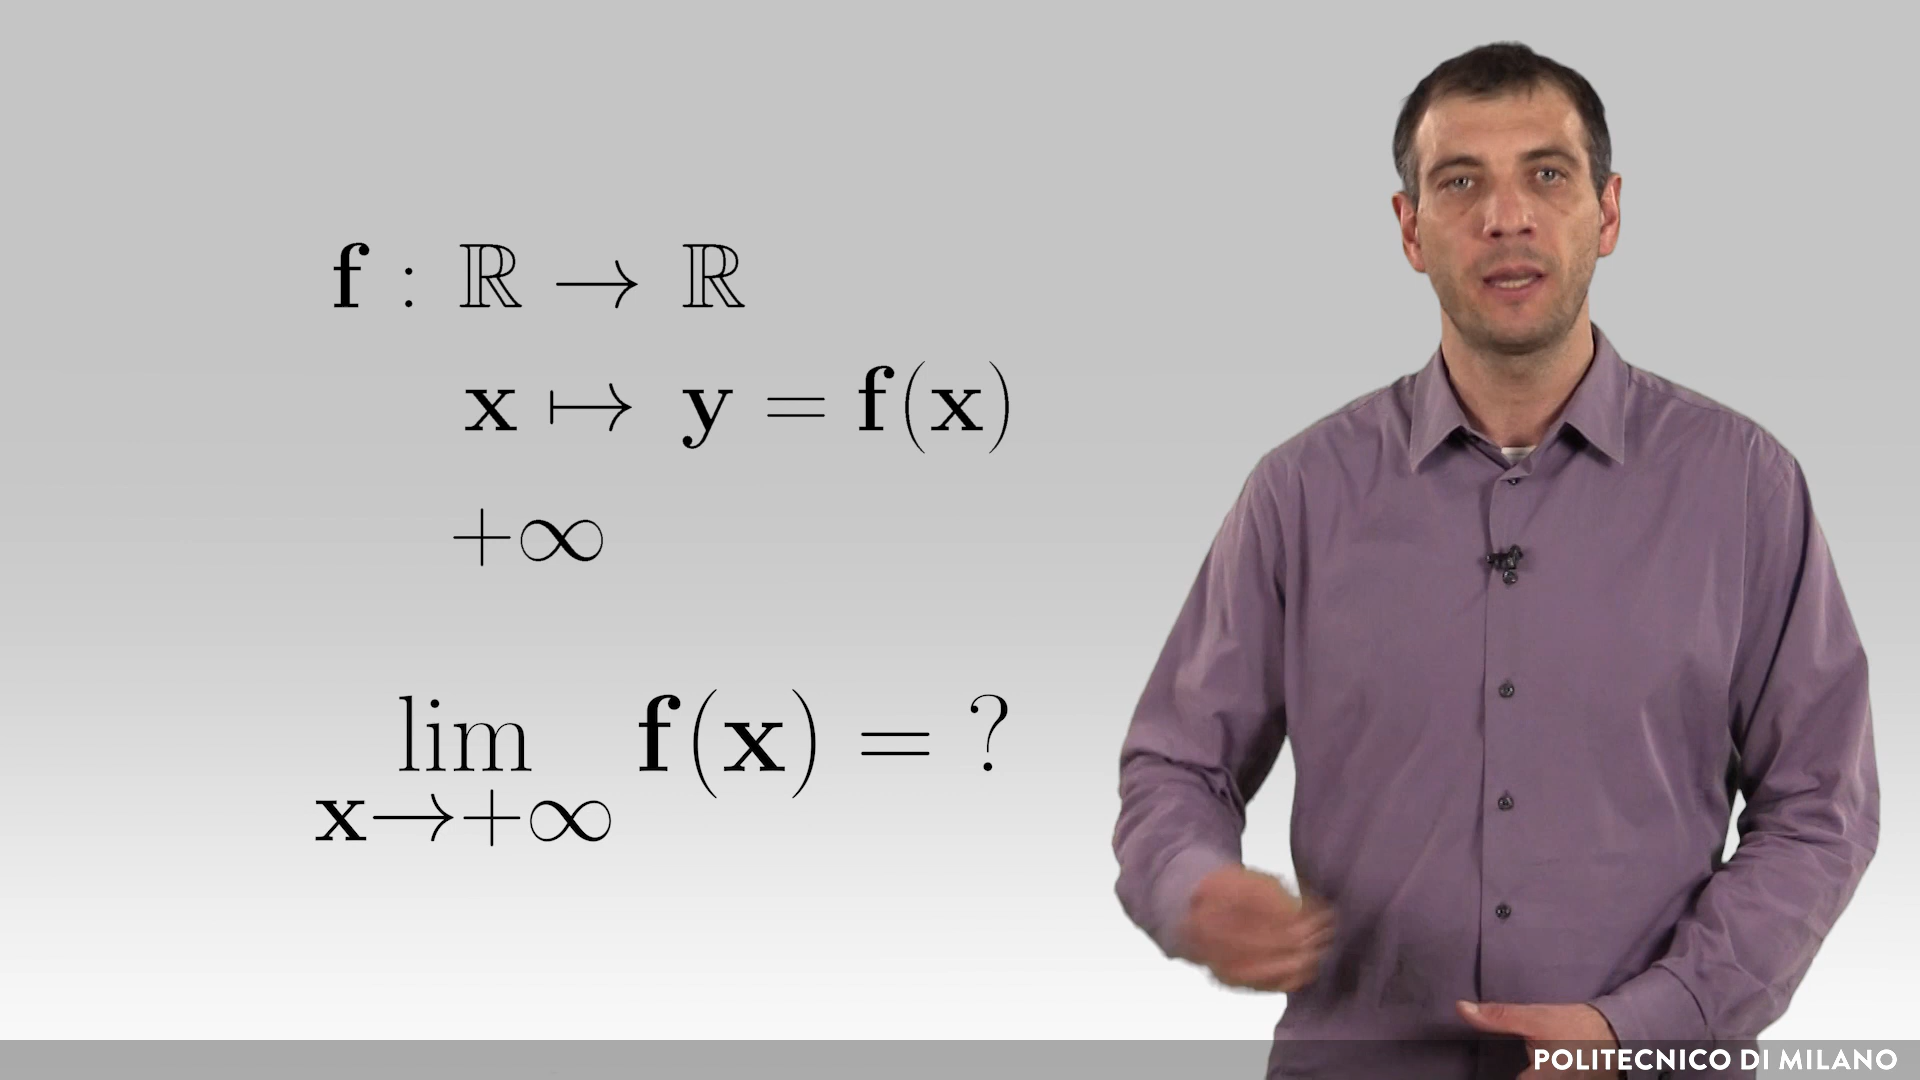 f : ℝ → ℝ
x ↦ y = f(x)
+∞
lim f(x) = ?
x→+∞
POLITECNICO DI MILANO